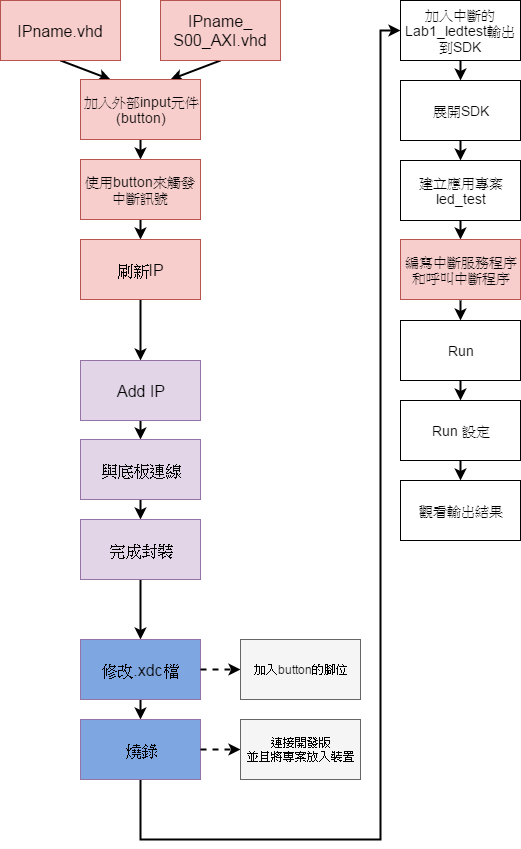 IPname.vhd
IPname_
S00_AXI.vhd
加入外部input元件
(button)
使用button來觸發
中斷訊號
刷新IP
Add IP
與底板連線
完成封裝
修改.xdc檔
加入button的腳位
燒錄
連接開發版
並且將專案放入裝置
加入中斷的
Lab1_ledtest輸出
到SDK
展開SDK
建立應用專案
led_test
編寫中斷服務程序
和呼叫中斷程序
Run
Run 設定
觀看輸出結果